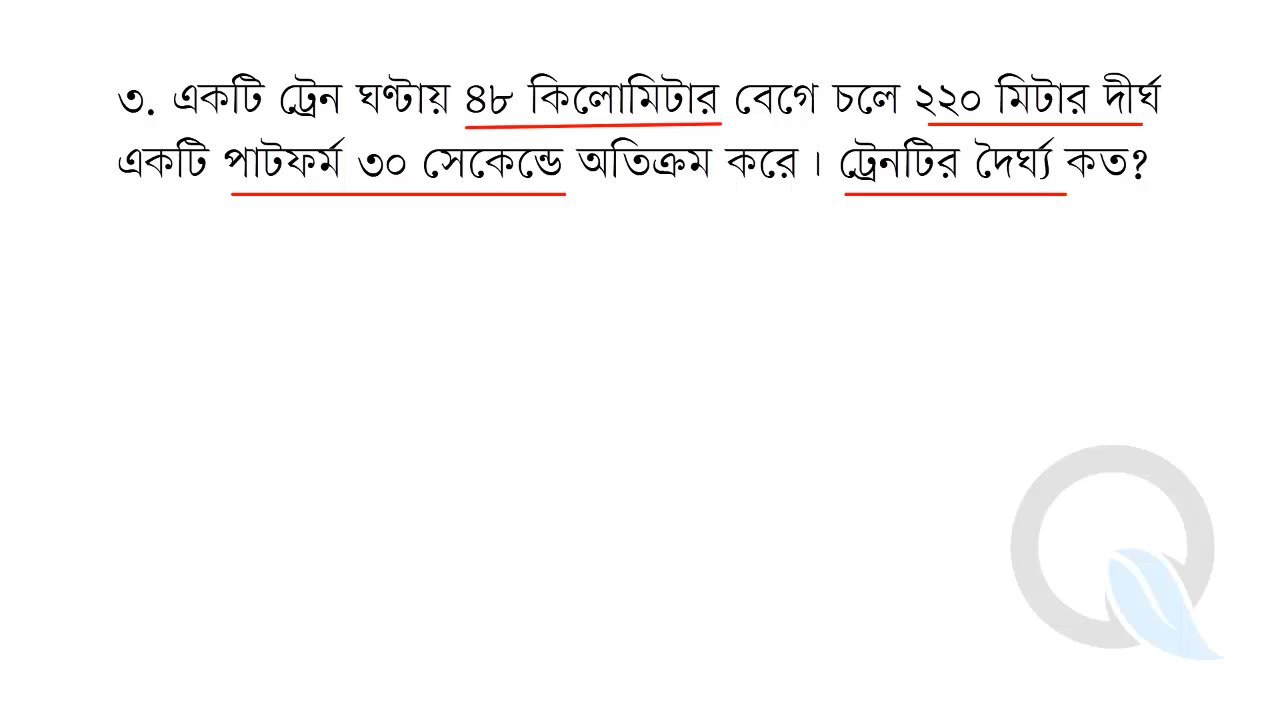 ৩. একটি ট্রেন ঘণ্টায় ৪৮ কিলোমিটার বেগে চলে ২২০ মিটার দীর্ঘ
একটি পাটফর্ম ৩০ সেকেন্ডে অতিক্রম করে। ট্রেনটির দৈর্ঘ্য কত?